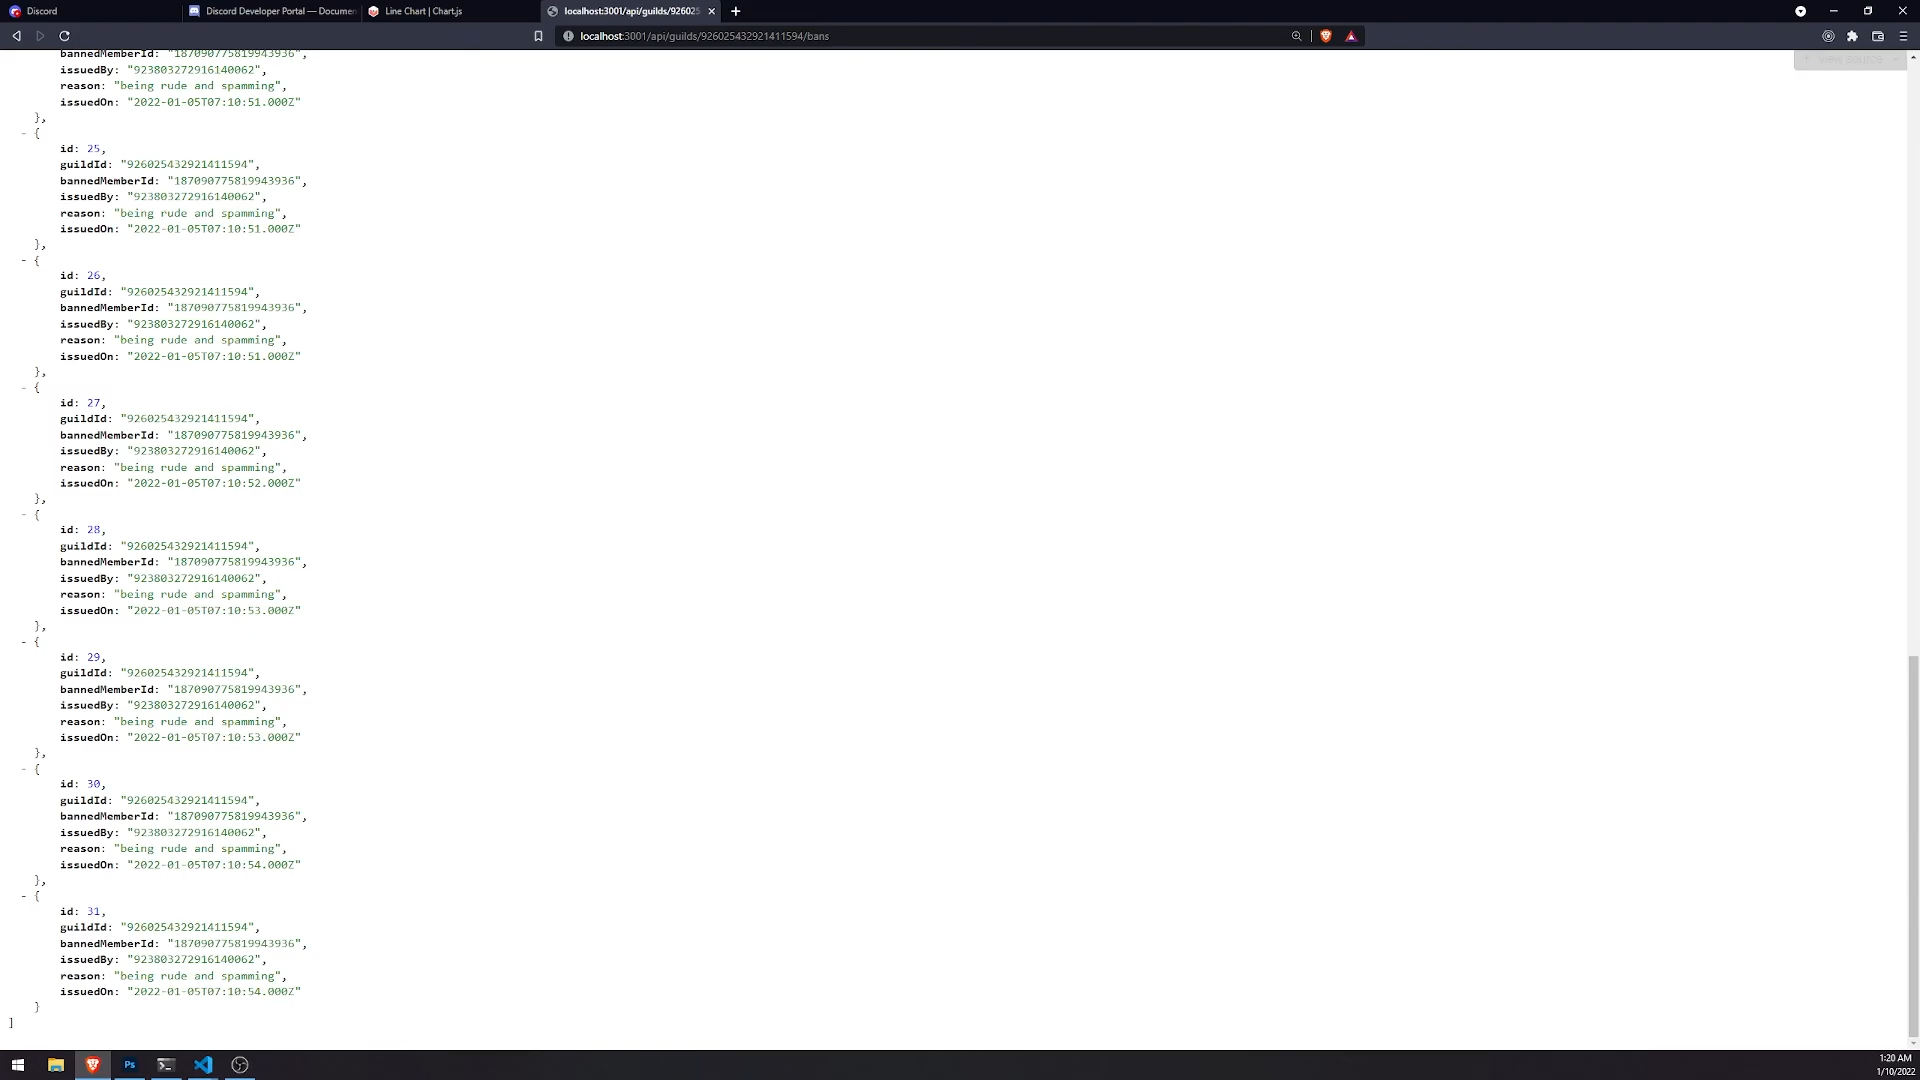 Discord
Discord Developer Portal — Documen
Line Chart | Chart.js
localhost:3001/api/guilds/926025
localhost:3001/api/guilds/926025432921411594/bans
view source
bannedMemberId: "187090775819943936",
issuedBy: "923803272916140062",
reason: "being rude and spamming",
issuedOn: "2022-01-05T07:10:51.000Z"
},
- {
id: 25,
guildId: "926025432921411594",
bannedMemberId: "187090775819943936",
issuedBy: "923803272916140062",
reason: "being rude and spamming",
issuedOn: "2022-01-05T07:10:51.000Z"
},
- {
id: 26,
guildId: "926025432921411594",
bannedMemberId: "187090775819943936",
issuedBy: "923803272916140062",
reason: "being rude and spamming",
issuedOn: "2022-01-05T07:10:51.000Z"
},
- {
id: 27,
guildId: "926025432921411594",
bannedMemberId: "187090775819943936",
issuedBy: "923803272916140062",
reason: "being rude and spamming",
issuedOn: "2022-01-05T07:10:52.000Z"
},
- {
id: 28,
guildId: "926025432921411594",
bannedMemberId: "187090775819943936",
issuedBy: "923803272916140062",
reason: "being rude and spamming",
issuedOn: "2022-01-05T07:10:53.000Z"
},
- {
id: 29,
guildId: "926025432921411594",
bannedMemberId: "187090775819943936",
issuedBy: "923803272916140062",
reason: "being rude and spamming",
issuedOn: "2022-01-05T07:10:53.000Z"
},
- {
id: 30,
guildId: "926025432921411594",
bannedMemberId: "187090775819943936",
issuedBy: "923803272916140062",
reason: "being rude and spamming",
issuedOn: "2022-01-05T07:10:54.000Z"
},
- {
id: 31,
guildId: "926025432921411594",
bannedMemberId: "187090775819943936",
issuedBy: "923803272916140062",
reason: "being rude and spamming",
issuedOn: "2022-01-05T07:10:54.000Z"
}
]
Ps
1:20 AM
1/10/2022